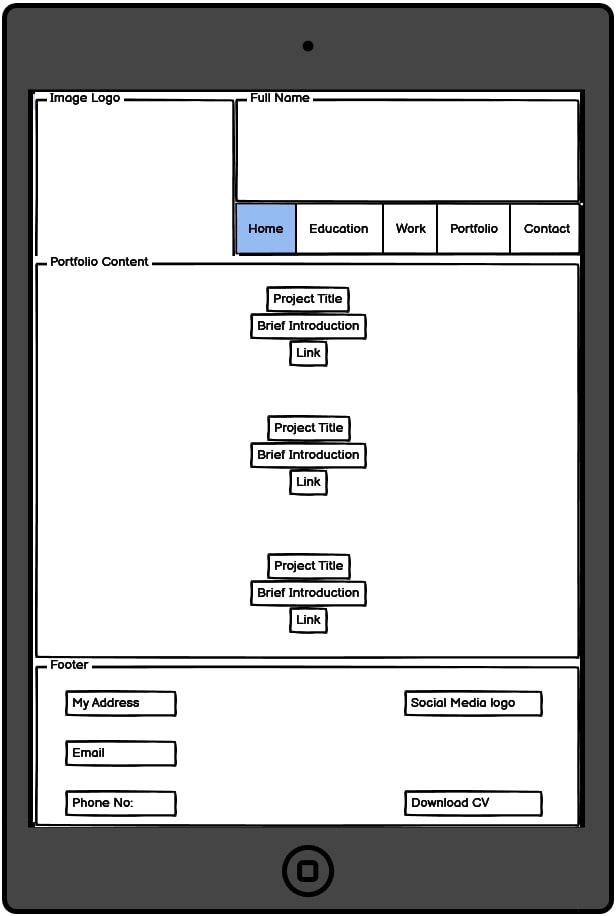 Image Logo
Full Name
Home Education Work Portfolio Contact
Portfolio Content
Project Title
Brief Introduction
Link
Project Title
Brief Introduction
Link
Project Title
Brief Introduction
Link
Footer
My Address
Social Media logo
Email
Phone No:
Download CV